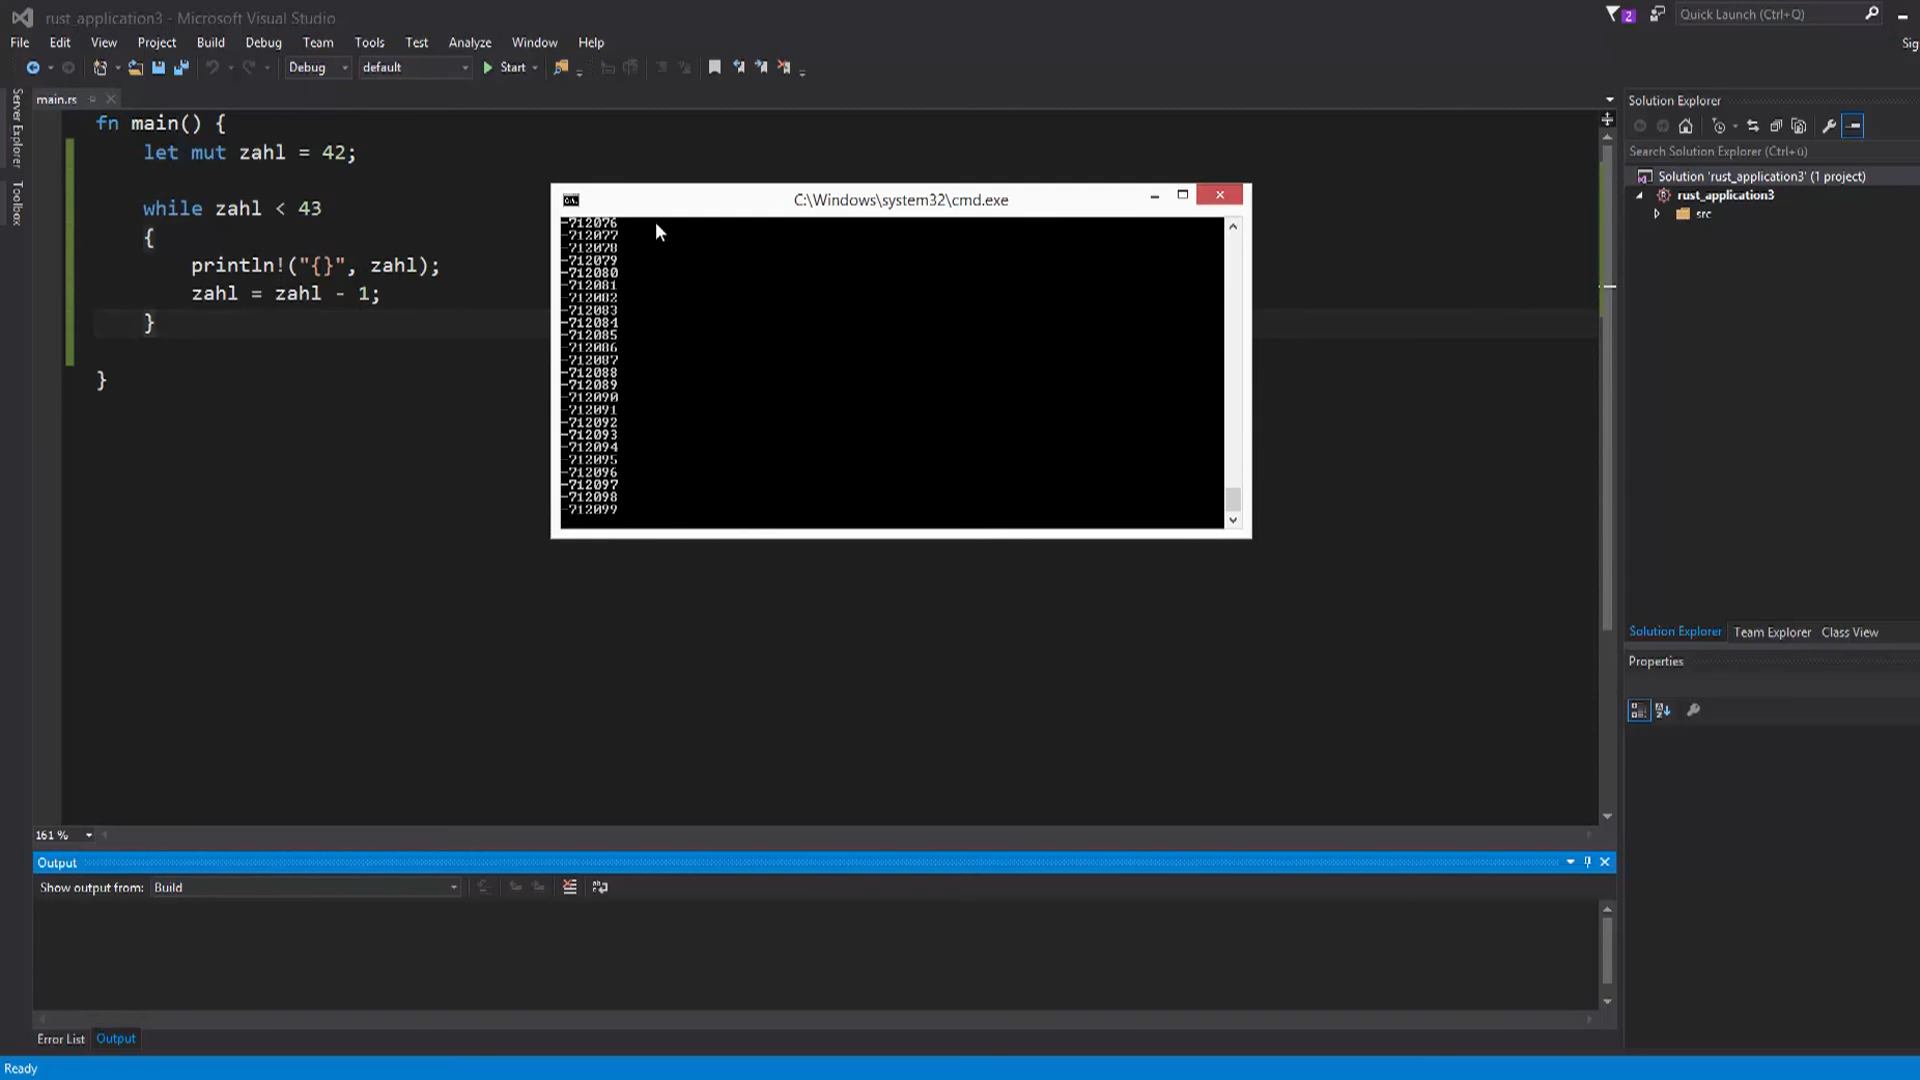 rust_application3 - Microsoft Visual Studio
2
Quick Launch (Ctrl+Q)
File Edit View Project Build Debug Team Tools Test Analyze Window Help
Sig
Debug default Start
Server Explorer
Toolbox
main.rs
fn main() {
let mut zahl = 42;
while zahl < 43
{
println!("{}", zahl);
zahl = zahl - 1;
}
}
C:\Windows\system32\cmd.exe
-712076
-712077
-712078
-712079
-712080
-712081
-712082
-712083
-712084
-712085
-712086
-712087
-712088
-712089
-712090
-712091
-712092
-712093
-712094
-712095
-712096
-712097
-712098
-712099
Solution Explorer
Search Solution Explorer (Ctrl+ü)
Solution 'rust_application3' (1 project)
rust_application3
src
Solution Explorer Team Explorer Class View
Properties
161 %
Output
Show output from: Build
Error List Output
Ready